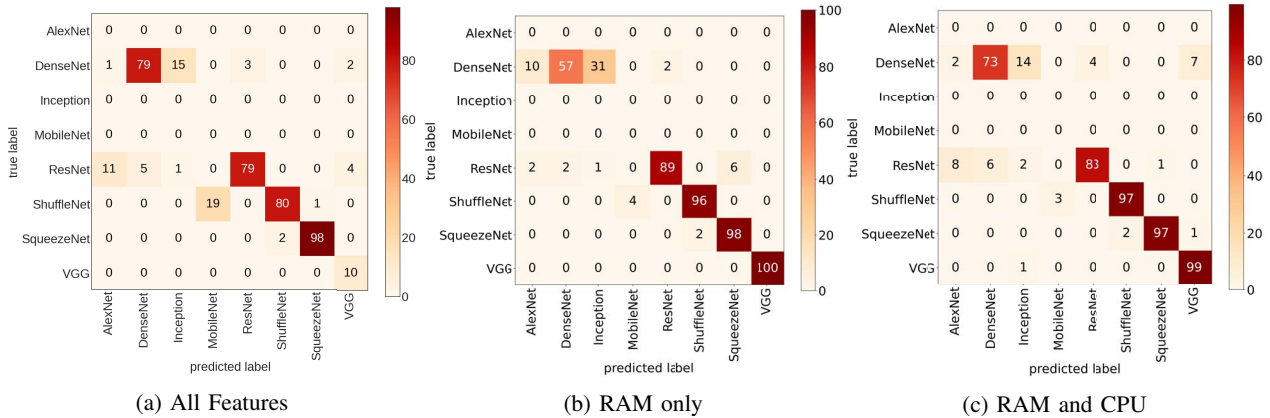 AlexNet 0 0 0 0 0 0 0 0
DenseNet 1 79 15 0 3 0 0 2
Inception 0 0 0 0 0 0 0 0
MobileNet 0 0 0 0 0 0 0 0
ResNet 11 5 1 0 79 0 0 4
ShuffleNet 0 0 0 19 0 80 1 0
SqueezeNet 0 0 0 0 0 2 98 0
VGG 0 0 0 0 0 0 0 10
true label
AlexNet DenseNet Inception MobileNet ResNet ShuffleNet SqueezeNet VGG
predicted label
80
60
40
20
0
(a) All Features
AlexNet 0 0 0 0 0 0 0 0
DenseNet 10 57 31 0 2 0 0 0
Inception 0 0 0 0 0 0 0 0
MobileNet 0 0 0 0 0 0 0 0
ResNet 2 2 1 0 89 0 6 0
ShuffleNet 0 0 0 4 0 96 0 0
SqueezeNet 0 0 0 0 0 2 98 0
VGG 0 0 0 0 0 0 0 100
true label
AlexNet DenseNet Inception MobileNet ResNet ShuffleNet SqueezeNet VGG
predicted label
100
80
60
40
20
0
(b) RAM only
AlexNet 0 0 0 0 0 0 0 0
DenseNet 2 73 14 0 4 0 0 7
Inception 0 0 0 0 0 0 0 0
MobileNet 0 0 0 0 0 0 0 0
ResNet 8 6 2 0 83 0 1 0
ShuffleNet 0 0 0 3 0 97 0 0
SqueezeNet 0 0 0 0 0 2 97 1
VGG 0 0 1 0 0 0 0 99
true label
AlexNet DenseNet Inception MobileNet ResNet ShuffleNet SqueezeNet VGG
predicted label
80
60
40
20
0
(c) RAM and CPU